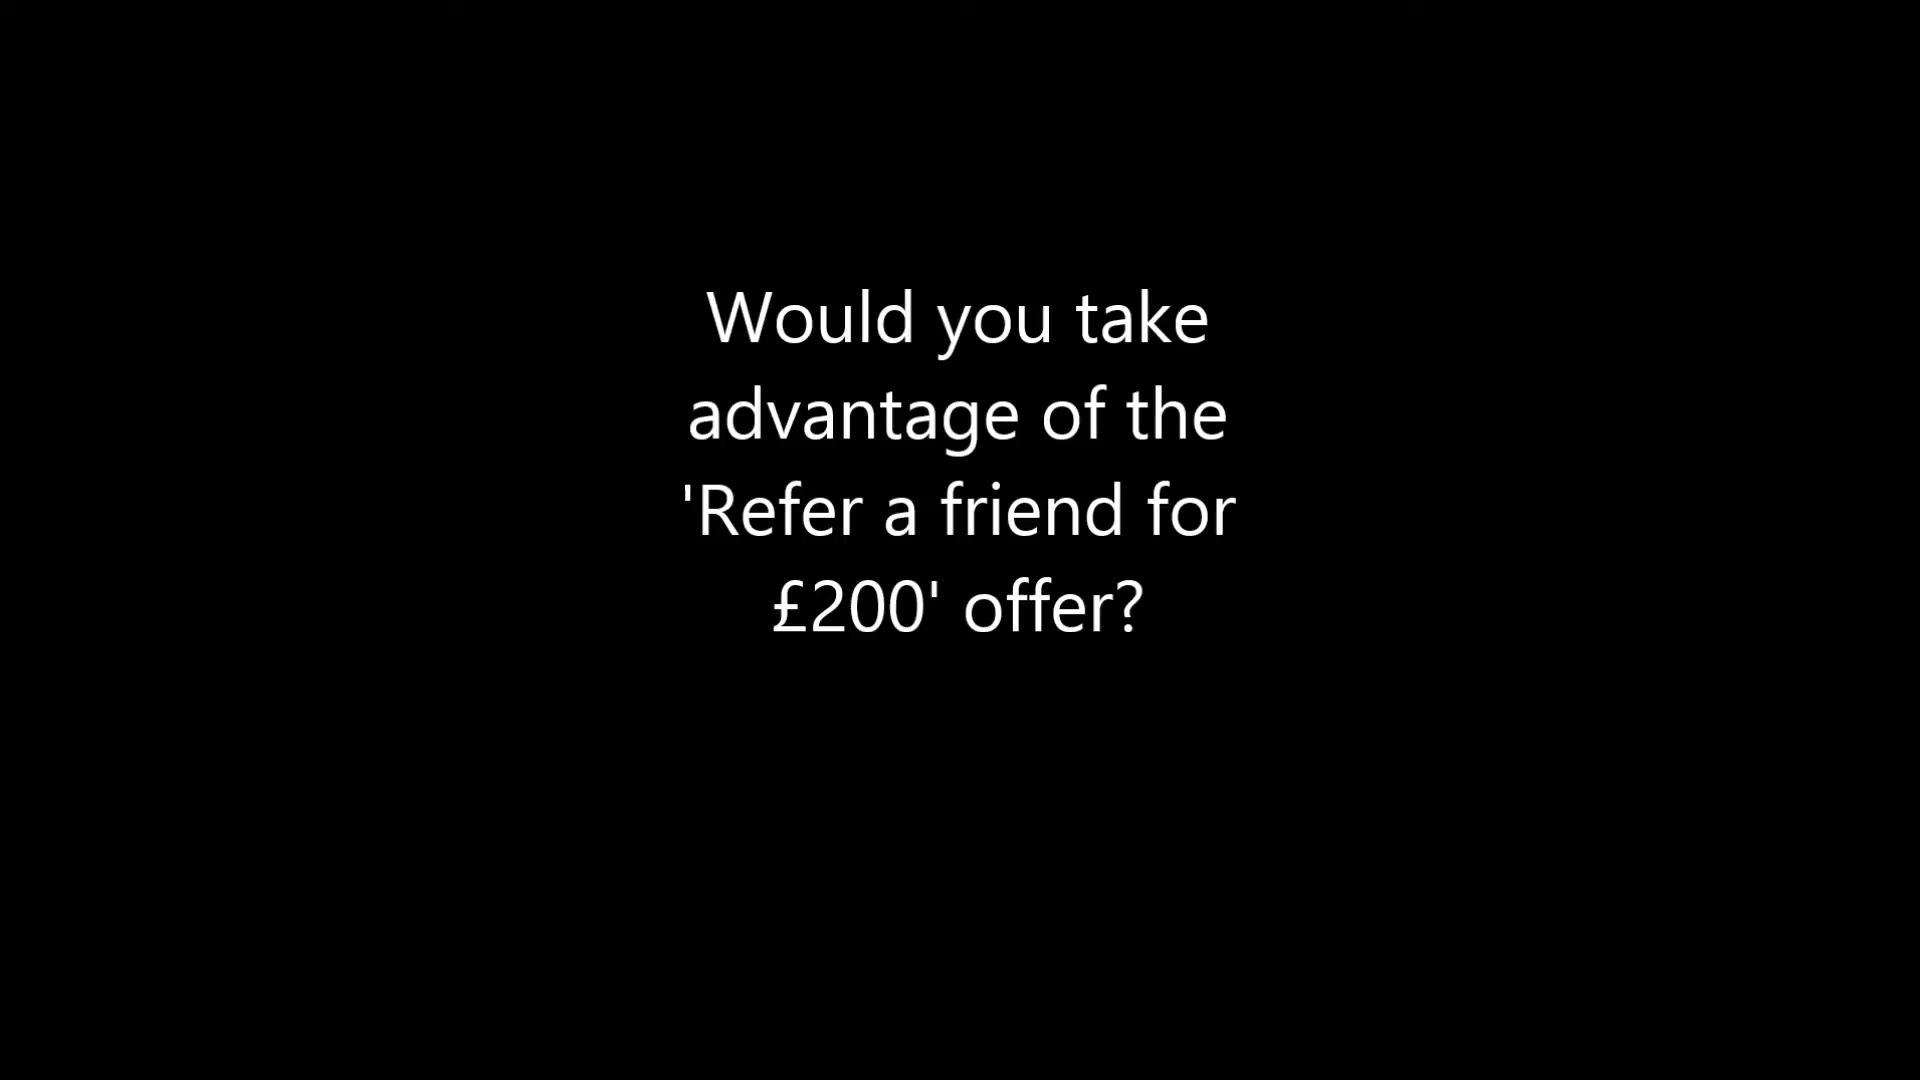 Would you take
advantage of the
'Refer a friend for
£200' offer?